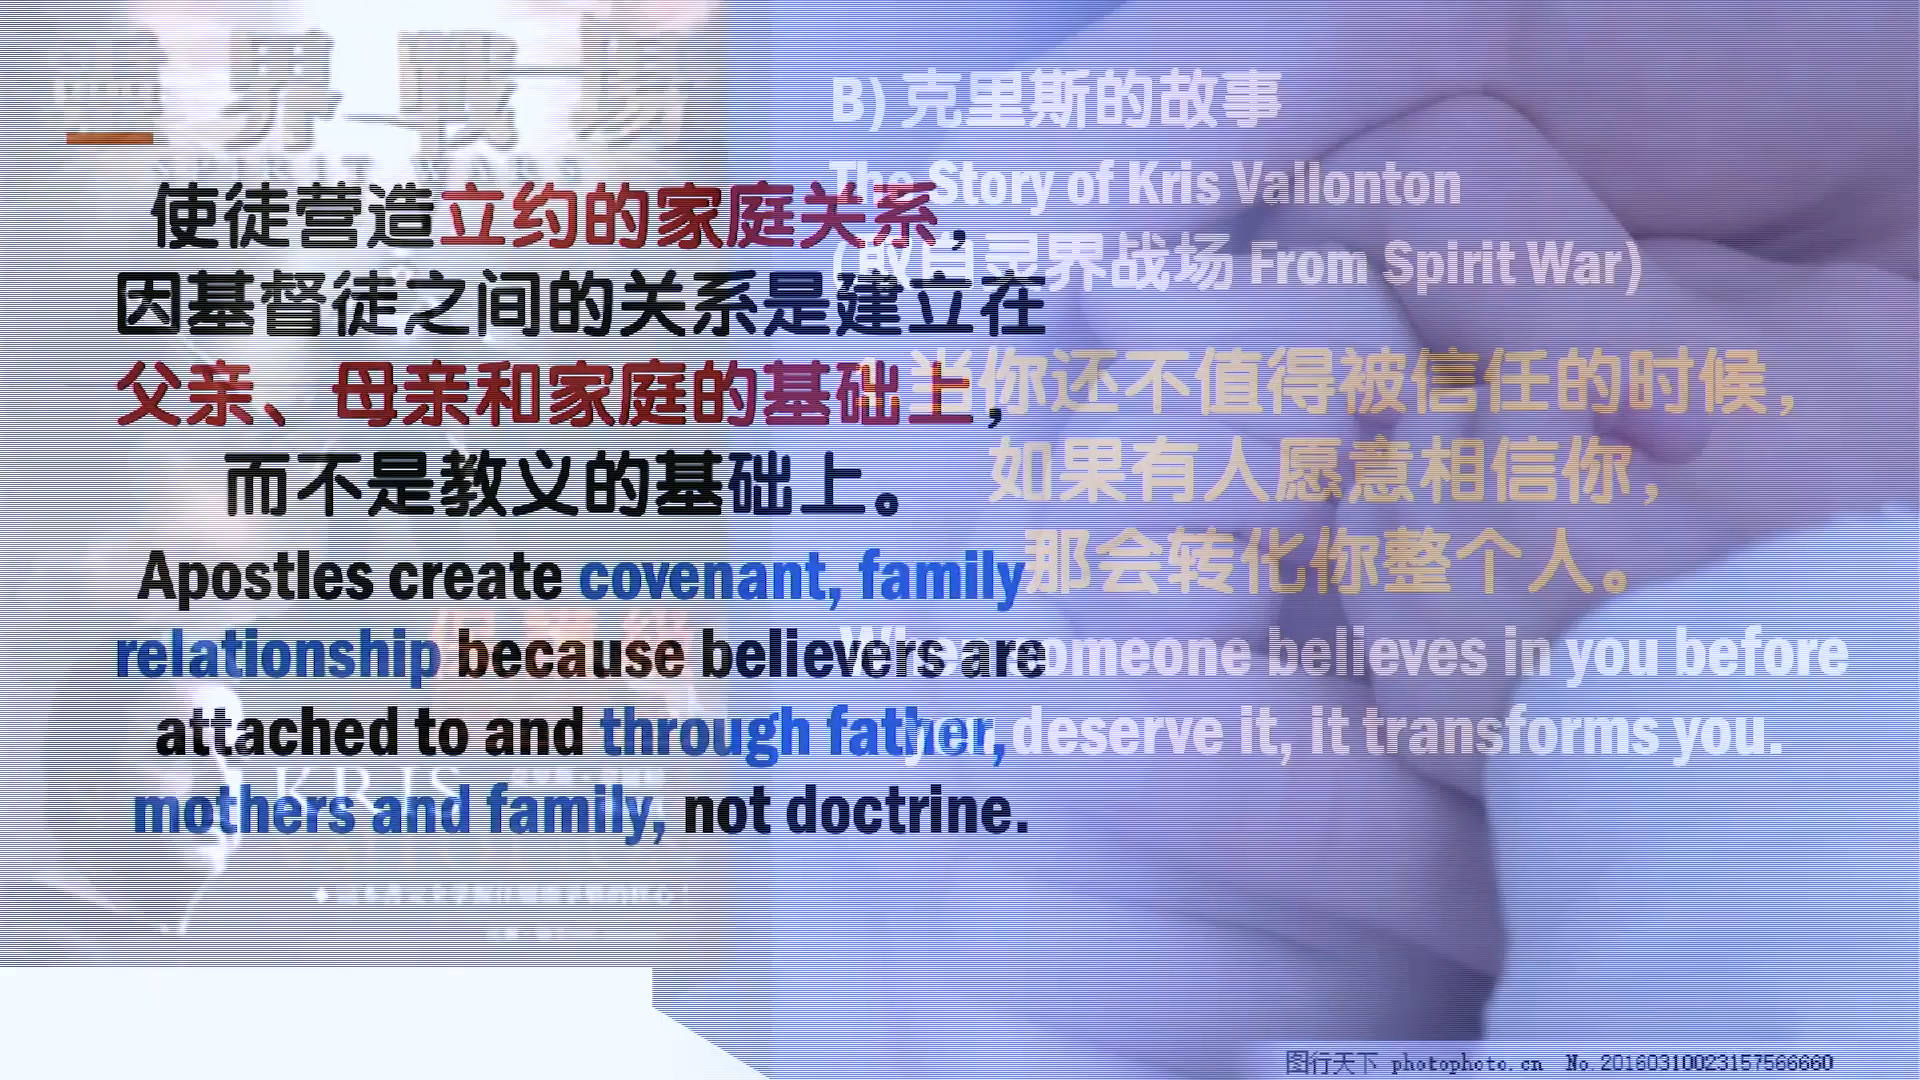 靈界戰場
SPIRIT WARS
使徒营造立约的家庭关系，
因基督徒之间的关系是建立在
父亲、母亲和家庭的基础上，
而不是教义的基础上。
Apostles create covenant, family
relationship because believers are
attached to and through father,
mothers and family, not doctrine.
KRIS
B) 克里斯的故事
The Story of Kris Vallonton
(取自灵界战场 From Spirit War)
当你还不值得被信任的时候，
如果有人愿意相信你，
那会转化你整个人。
When someone believes in you before
you deserve it, it transforms you.
图行天下 photophoto.cn No.20160310023157566660